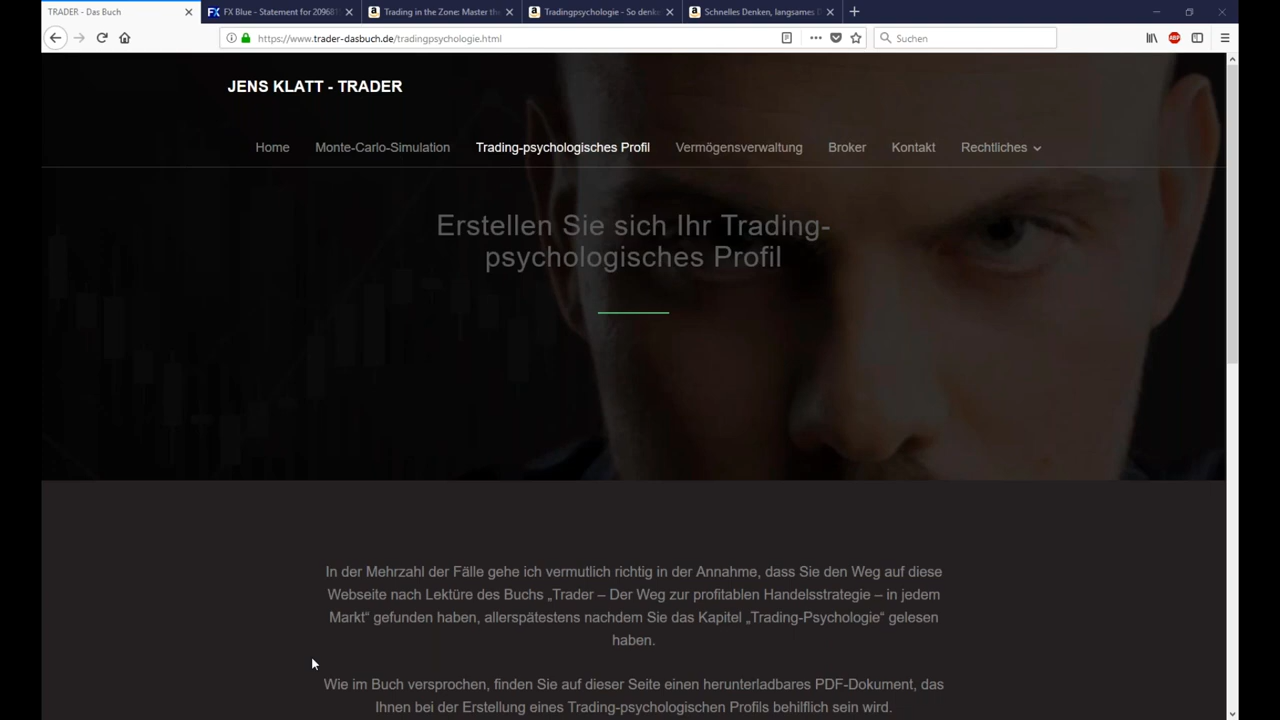 TRADER - Das Buch
FX Blue - Statement for 20968
Trading in the Zone: Master the
Tradingpsychologie - So denke
Schnelles Denken, langsames D
https://www.trader-dasbuch.de/tradingpsychologie.html
Suchen
ABP
JENS KLATT - TRADER
Home Monte-Carlo-Simulation Trading-psychologisches Profil Vermögensverwaltung Broker Kontakt Rechtliches
Erstellen Sie sich Ihr Trading-
psychologisches Profil
In der Mehrzahl der Fälle gehe ich vermutlich richtig in der Annahme, dass Sie den Weg auf diese
Webseite nach Lektüre des Buchs „Trader – Der Weg zur profitablen Handelsstrategie – in jedem
Markt“ gefunden haben, allerspätestens nachdem Sie das Kapitel „Trading-Psychologie“ gelesen
haben.
Wie im Buch versprochen, finden Sie auf dieser Seite einen herunterladbares PDF-Dokument, das
Ihnen bei der Erstellung eines Trading-psychologischen Profils behilflich sein wird.